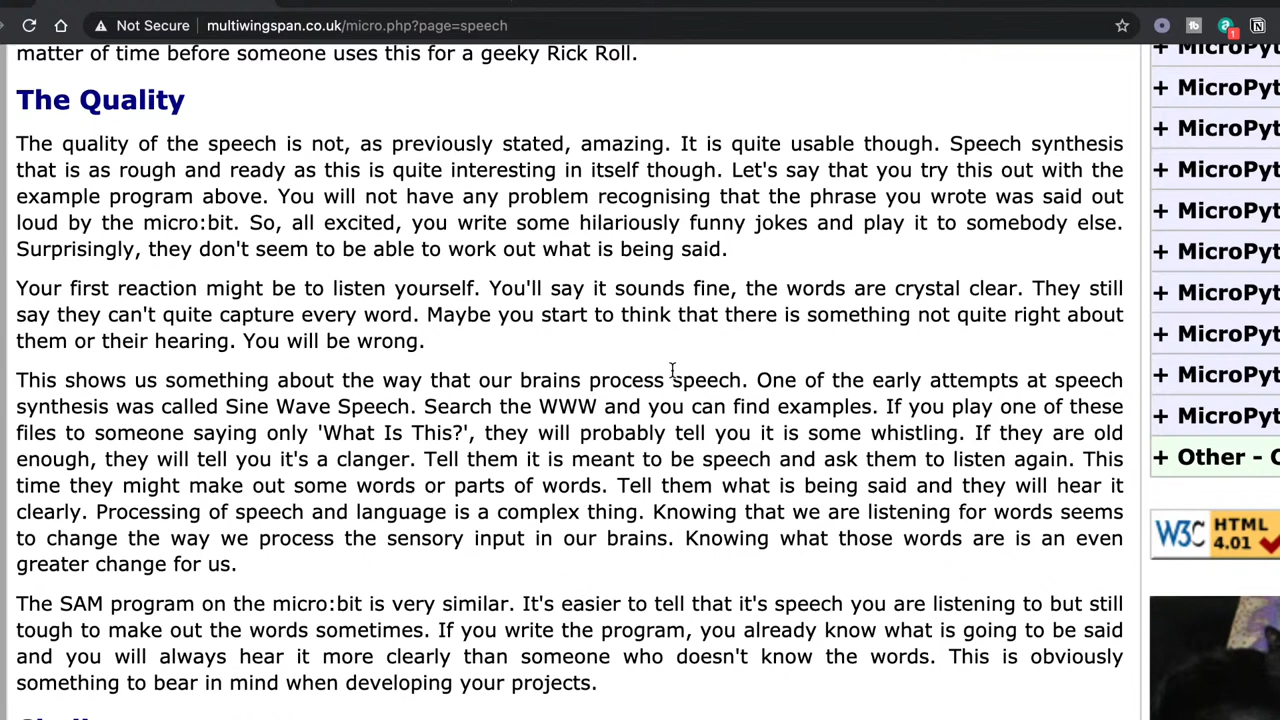 Not Secure multiwingspan.co.uk/micro.php?page=speech
matter of time before someone uses this for a geeky Rick Roll.
The Quality
The quality of the speech is not, as previously stated, amazing. It is quite usable though. Speech synthesis
that is as rough and ready as this is quite interesting in itself though. Let's say that you try this out with the
example program above. You will not have any problem recognising that the phrase you wrote was said out
loud by the micro:bit. So, all excited, you write some hilariously funny jokes and play it to somebody else.
Surprisingly, they don't seem to be able to work out what is being said.
Your first reaction might be to listen yourself. You'll say it sounds fine, the words are crystal clear. They still
say they can't quite capture every word. Maybe you start to think that there is something not quite right about
them or their hearing. You will be wrong.
This shows us something about the way that our brains process speech. One of the early attempts at speech
synthesis was called Sine Wave Speech. Search the WWW and you can find examples. If you play one of these
files to someone saying only 'What Is This?', they will probably tell you it is some whistling. If they are old
enough, they will tell you it's a clanger. Tell them it is meant to be speech and ask them to listen again. This
time they might make out some words or parts of words. Tell them what is being said and they will hear it
clearly. Processing of speech and language is a complex thing. Knowing that we are listening for words seems
to change the way we process the sensory input in our brains. Knowing what those words are is an even
greater change for us.
The SAM program on the micro:bit is very similar. It's easier to tell that it's speech you are listening to but still
tough to make out the words sometimes. If you write the program, you already know what is going to be said
and you will always hear it more clearly than someone who doesn't know the words. This is obviously
something to bear in mind when developing your projects.
+ MicroPyt
+ MicroPyt
+ MicroPyt
+ MicroPyt
+ MicroPyt
+ MicroPyt
+ MicroPyt
+ MicroPyt
+ MicroPyt
+ MicroPyt
+ Other - C
W3C HTML
4.01